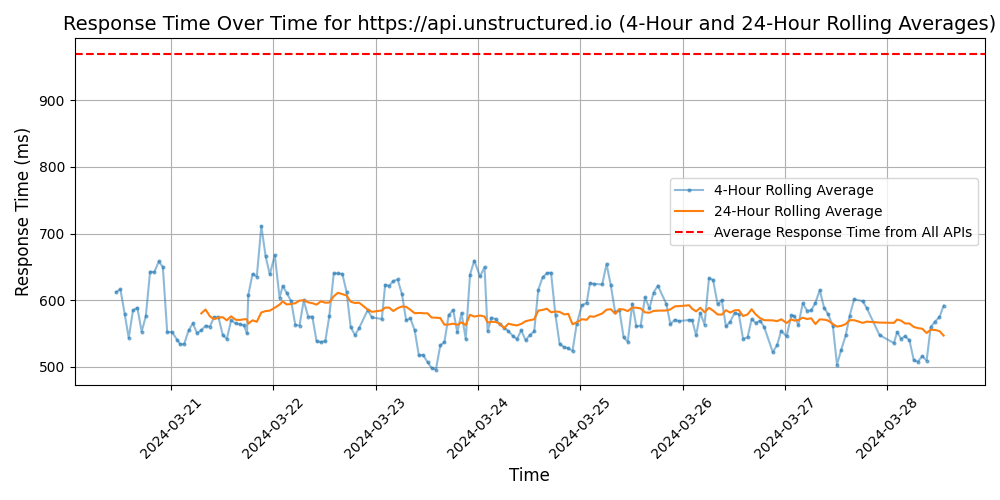 Response Time Over Time for https://api.unstructured.io (4-Hour and 24-Hour Rolling Averages)
Response Time (ms)
900
800
700
600
500
4-Hour Rolling Average
24-Hour Rolling Average
Average Response Time from All APIs
2024-03-21
2024-03-22
2024-03-23
2024-03-24
2024-03-25
2024-03-26
2024-03-27
2024-03-28
Time